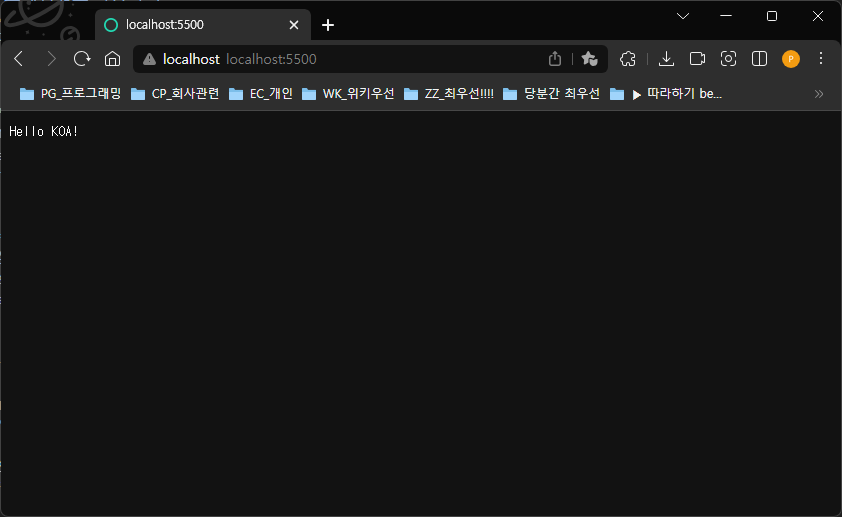 localhost:5500
localhost localhost:5500
P
PG_프로그래밍 CP_회사관련 EC_개인 WK_위키우선 ZZ_최우선!!!! 당분간 최우선 ▶ 따라하기 be...
Hello KOA!